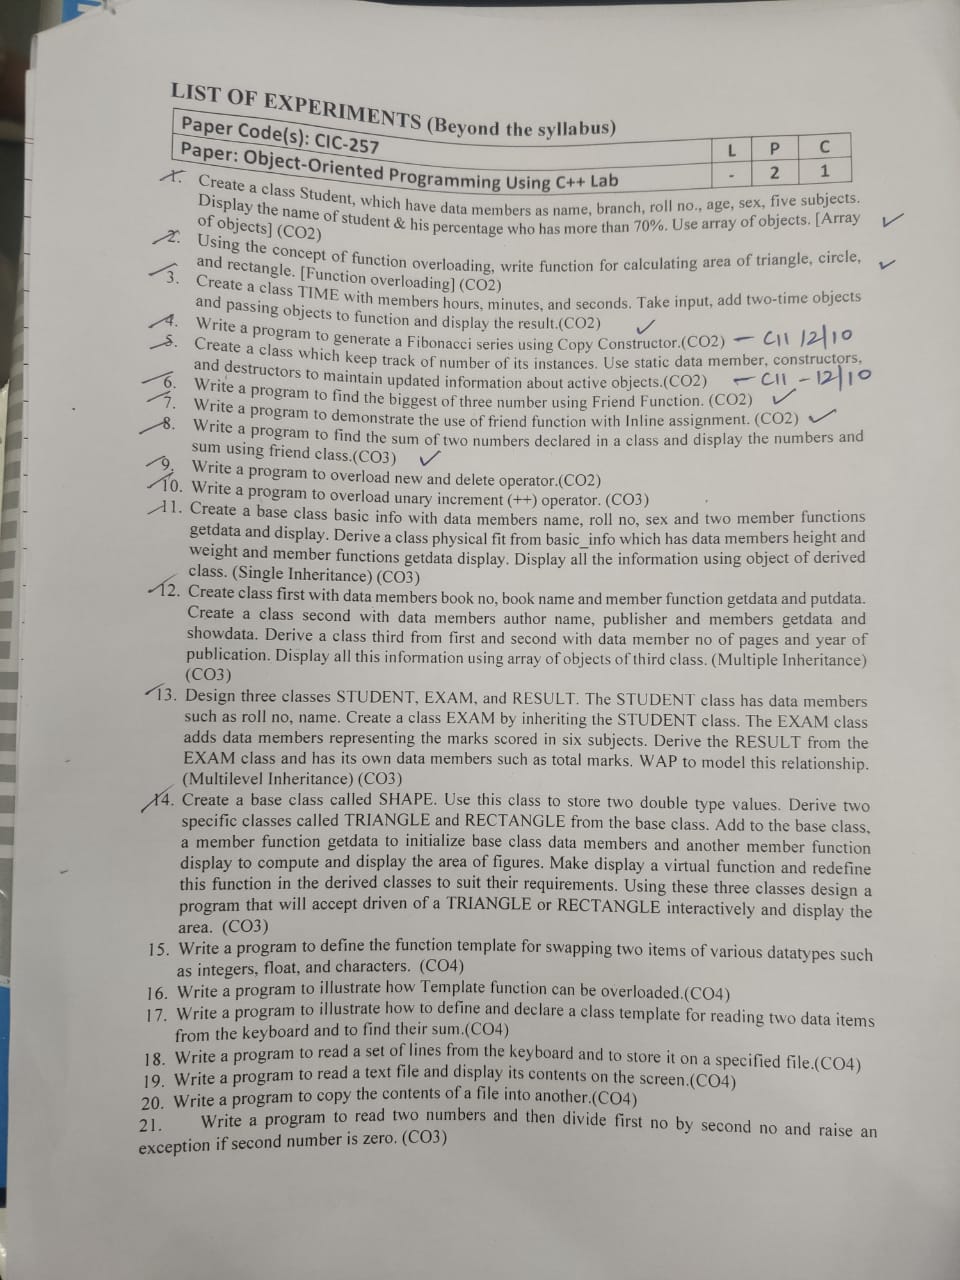 LIST OF EXPERIMENTS (Beyond the syllabus)
Paper Code(s): CIC-257 L P C
Paper: Object-Oriented Programming Using C++ Lab - 2 1
1. Create a class Student, which have data members as name, branch, roll no., age, sex, five subjects.
Display the name of student & his percentage who has more than 70%. Use array of objects. [Array ✓
of objects] (CO2)
2. Using the concept of function overloading, write function for calculating area of triangle, circle, ✓
and rectangle. [Function overloading] (CO2)
3. Create a class TIME with members hours, minutes, and seconds. Take input, add two-time objects
and passing objects to function and display the result.(CO2) ✓
4. Write a program to generate a Fibonacci series using Copy Constructor.(CO2) – C11 12/10
5. Create a class which keep track of number of its instances. Use static data member, constructors,
and destructors to maintain updated information about active objects.(CO2) – C11 – 12/10
6. Write a program to find the biggest of three number using Friend Function. (CO2) ✓
7. Write a program to demonstrate the use of friend function with Inline assignment. (CO2) ✓
8. Write a program to find the sum of two numbers declared in a class and display the numbers and
sum using friend class.(CO3) ✓
9. Write a program to overload new and delete operator.(CO2)
10. Write a program to overload unary increment (++) operator. (CO3)
11. Create a base class basic info with data members name, roll no, sex and two member functions
getdata and display. Derive a class physical fit from basic_info which has data members height and
weight and member functions getdata display. Display all the information using object of derived
class. (Single Inheritance) (CO3)
12. Create class first with data members book no, book name and member function getdata and putdata.
Create a class second with data members author name, publisher and members getdata and
showdata. Derive a class third from first and second with data member no of pages and year of
publication. Display all this information using array of objects of third class. (Multiple Inheritance)
(CO3)
13. Design three classes STUDENT, EXAM, and RESULT. The STUDENT class has data members
such as roll no, name. Create a class EXAM by inheriting the STUDENT class. The EXAM class
adds data members representing the marks scored in six subjects. Derive the RESULT from the
EXAM class and has its own data members such as total marks. WAP to model this relationship.
(Multilevel Inheritance) (CO3)
14. Create a base class called SHAPE. Use this class to store two double type values. Derive two
specific classes called TRIANGLE and RECTANGLE from the base class. Add to the base class,
a member function getdata to initialize base class data members and another member function
display to compute and display the area of figures. Make display a virtual function and redefine
this function in the derived classes to suit their requirements. Using these three classes design a
program that will accept driven of a TRIANGLE or RECTANGLE interactively and display the
area. (CO3)
15. Write a program to define the function template for swapping two items of various datatypes such
as integers, float, and characters. (CO4)
16. Write a program to illustrate how Template function can be overloaded.(CO4)
17. Write a program to illustrate how to define and declare a class template for reading two data items
from the keyboard and to find their sum.(CO4)
18. Write a program to read a set of lines from the keyboard and to store it on a specified file.(CO4)
19. Write a program to read a text file and display its contents on the screen.(CO4)
20. Write a program to copy the contents of a file into another.(CO4)
21. Write a program to read two numbers and then divide first no by second no and raise an
exception if second number is zero. (CO3)